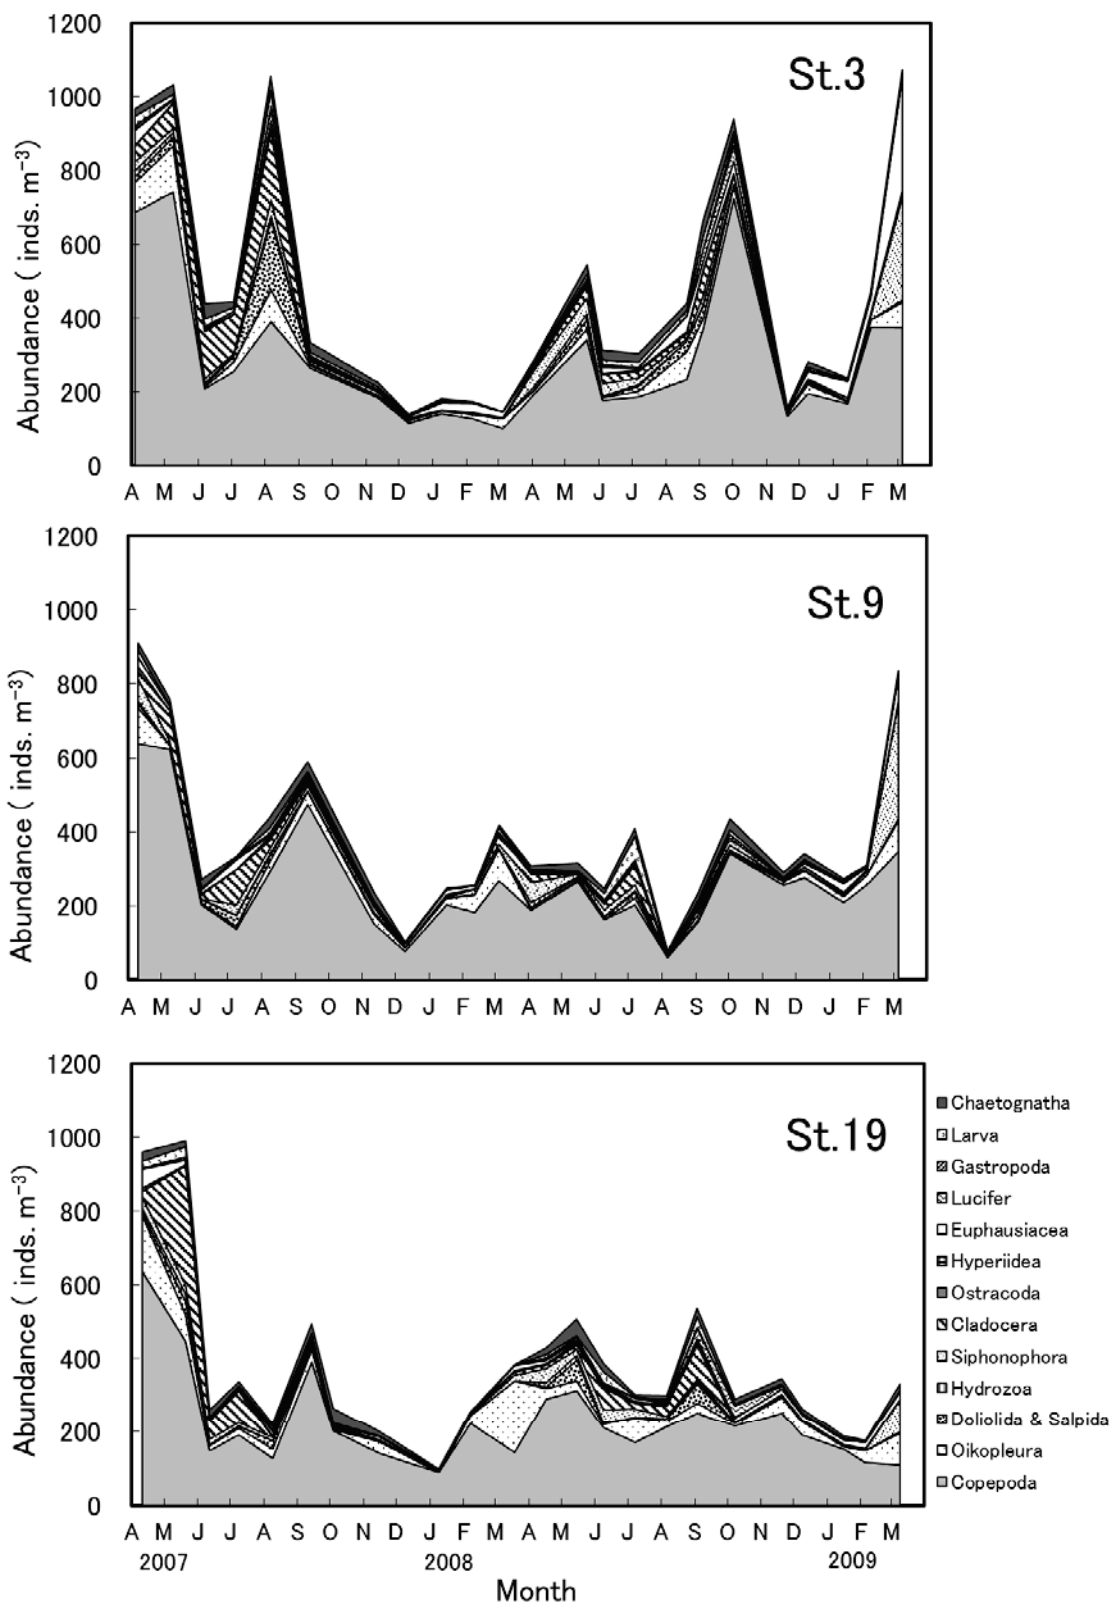 1200
1000
800
600
400
200
0
Abundance ( inds. m⁻³)
St.3
A M J J A S O N D J F M A M J J A S O N D J F M
1200
1000
800
600
400
200
0
Abundance ( inds. m⁻³)
St.9
A M J J A S O N D J F M A M J J A S O N D J F M
1200
1000
800
600
400
200
0
Abundance ( inds. m⁻³)
St.19
Chaetognatha
Larva
Gastropoda
Lucifer
Euphausiacea
Hyperiidea
Ostracoda
Cladocera
Siphonophora
Hydrozoa
Doliolida & Salpida
Oikopleura
Copepoda
A M J J A S O N D J F M A M J J A S O N D J F M
2007 2008 2009
Month